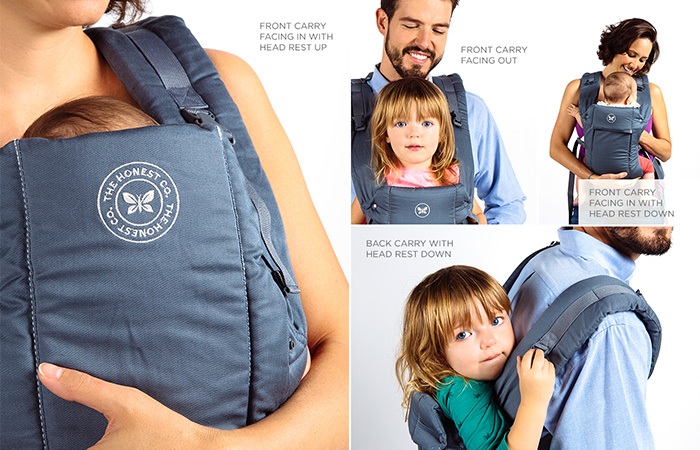 FRONT CARRY
FACING IN WITH
HEAD REST UP
THE HONEST CO. THE HONEST CO.
FRONT CARRY
FACING OUT
FRONT CARRY
FACING IN WITH
HEAD REST DOWN
BACK CARRY WITH
HEAD REST DOWN